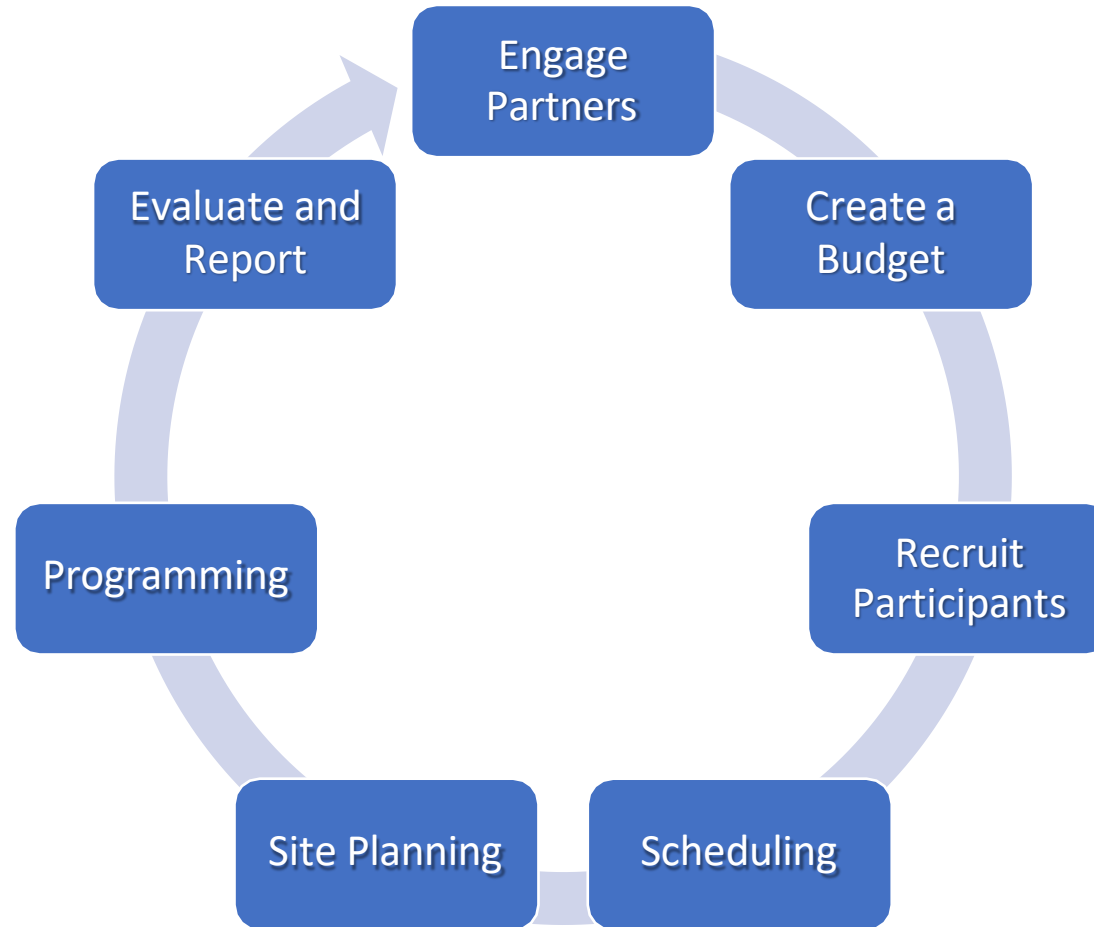 Engage
Partners
Create a
Budget
Recruit
Participants
Scheduling
Site Planning
Programming
Evaluate and
Report